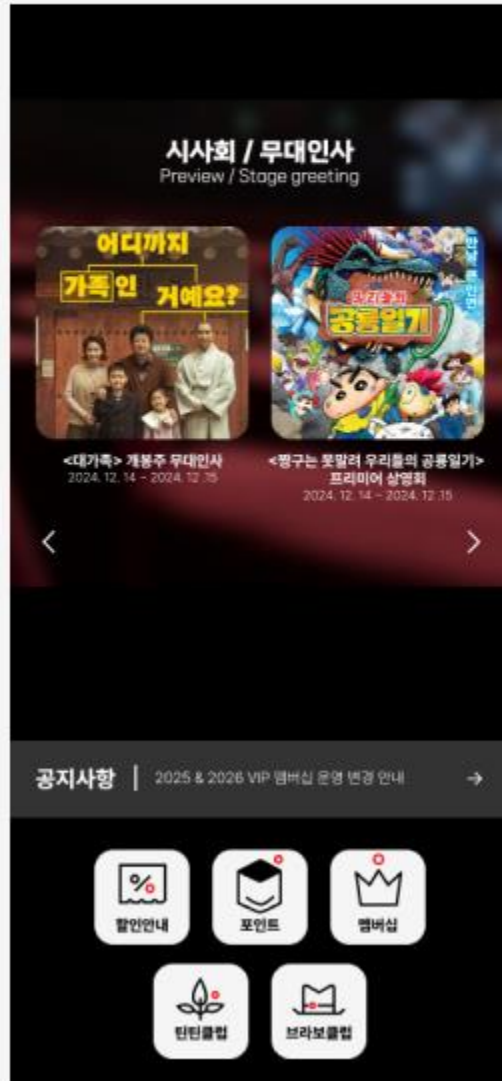 시사회 / 무대인사
Preview / Stage greeting
어디까지
가족인
거예요?
우리들의
공룡일기
<대가족> 개봉주 무대인사
2024. 12. 14 ~ 2024. 12 .15
<짱구는 못말려 우리들의 공룡일기>
프리미어 상영회
2024. 12. 14 ~ 2024. 12 .15
공지사항
2025 & 2026 VIP 멤버십 운영 변경 안내
할인안내
포인트
멤버십
틴틴클럽
브라보클럽